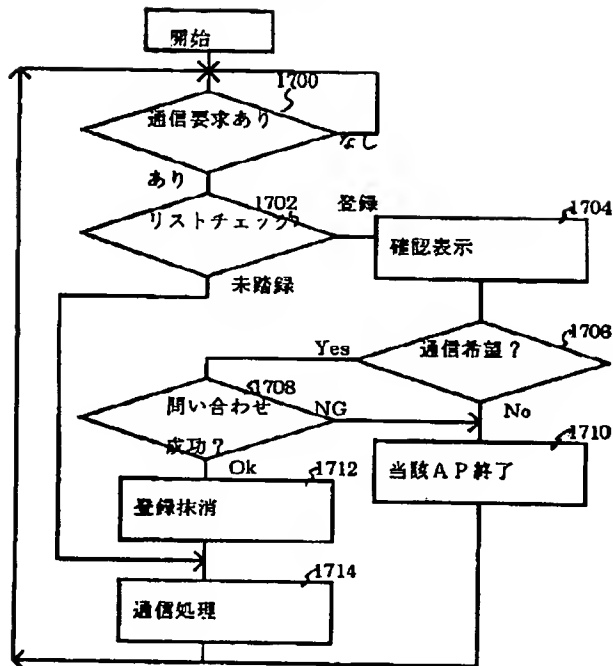 開始
1700
通信要求あり
なし
あり
1702
リストチェック?
登録
1704
確認表示
未踏録
1706
通信希望?
Yes
No
1708
問い合わせ
成功?
NG
Ok
1710
当該AP終了
1712
登録抹消
1714
通信処理